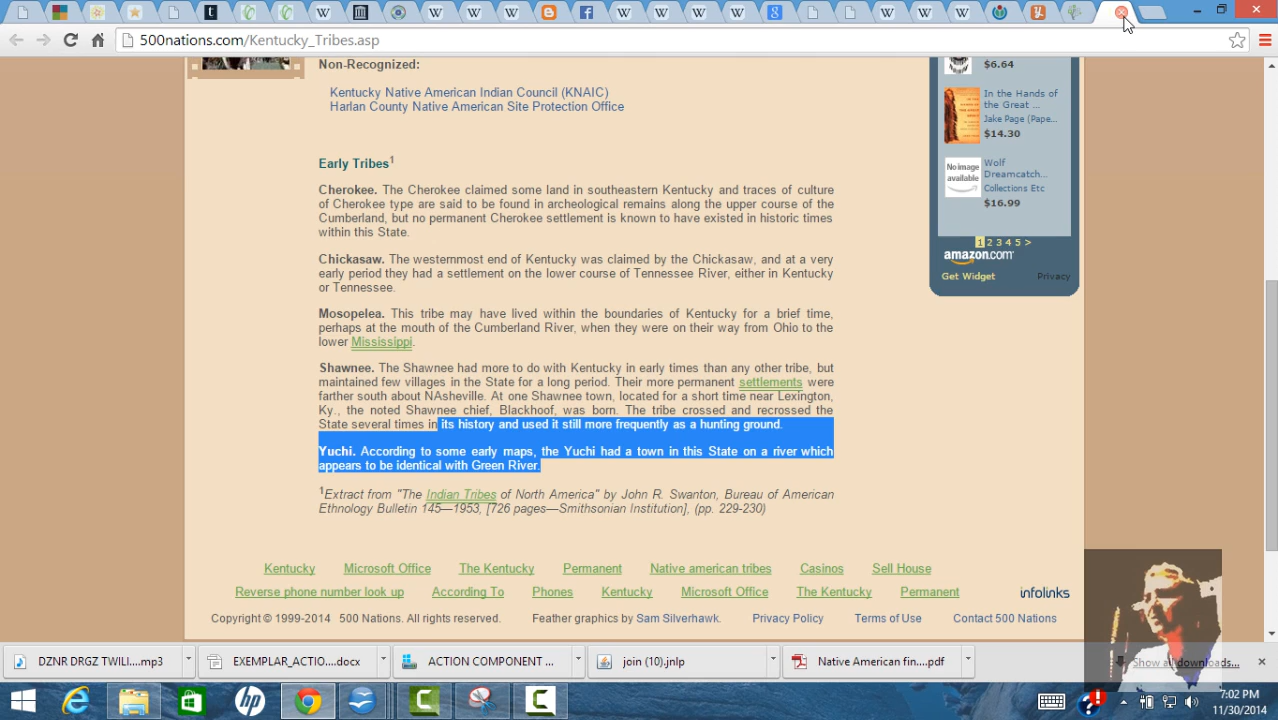 500nations.com/Kentucky_Tribes.asp
Non-Recognized:
Kentucky Native American Indian Council (KNAIC)
Harlan County Native American Site Protection Office
Early Tribes1
Cherokee. The Cherokee claimed some land in southeastern Kentucky and traces of culture
of Cherokee type are said to be found in archeological remains along the upper course of the
Cumberland, but no permanent Cherokee settlement is known to have existed in historic times
within this State.
Chickasaw. The westernmost end of Kentucky was claimed by the Chickasaw, and at a very
early period they had a settlement on the lower course of Tennessee River, either in Kentucky
or Tennessee.
Mosopelea. This tribe may have lived within the boundaries of Kentucky for a brief time,
perhaps at the mouth of the Cumberland River, when they were on their way from Ohio to the
lower Mississippi.
Shawnee. The Shawnee had more to do with Kentucky in early times than any other tribe, but
maintained few villages in the State for a long period. Their more permanent settlements were
farther south about NAsheville. At one Shawnee town, located for a short time near Lexington,
Ky., the noted Shawnee chief, Blackhoof, was born. The tribe crossed and recrossed the
State several times in its history and used it still more frequently as a hunting ground.
Yuchi. According to some early maps, the Yuchi had a town in this State on a river which
appears to be identical with Green River.
1Extract from "The Indian Tribes of North America" by John R. Swanton, Bureau of American
Ethnology Bulletin 145—1953, [726 pages—Smithsonian Institution], (pp. 229-230)
$6.64
In the Hands of
the Great ...
Jake Page (Pape...
$14.30
No image
available
Wolf
Dreamcatch...
Collections Etc
$16.99
1 2 3 4 5 >
amazon.com
Get Widget
Privacy
Kentucky Microsoft Office The Kentucky Permanent Native american tribes Casinos Sell House
Reverse phone number look up According To Phones Kentucky Microsoft Office The Kentucky Permanent
infolinks
Copyright © 1999-2014 500 Nations. All rights reserved. Feather graphics by Sam Silverhawk. Privacy Policy Terms of Use Contact 500 Nations
DZNR DRGZ TWILI....mp3
EXEMPLAR_ACTIO....docx
ACTION COMPONENT ...
join (10).jnlp
Native American fin....pdf
Show all downloads...
7:02 PM
11/30/2014